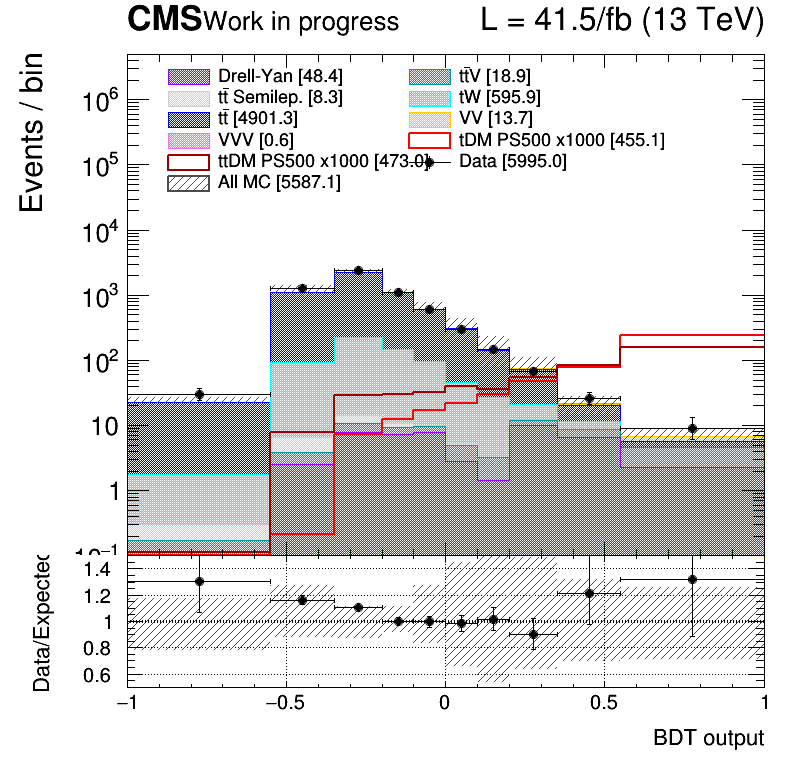 CMS Work in progress L = 41.5/fb (13 TeV)
Events / bin
Drell-Yan [48.4] tt̄V [18.9]
tt̄ Semilep. [8.3] tW [595.9]
tt̄ [4901.3] VV [13.7]
VVV [0.6] tDM PS500 x1000 [455.1]
ttDM PS500 x1000 [473.0] Data [5995.0]
All MC [5587.1]
10⁶
10⁵
10⁴
10³
10²
10
1
10⁻¹
Data/Expected
1.4
1.2
1
0.8
0.6
−1 −0.5 0 0.5 1
BDT output